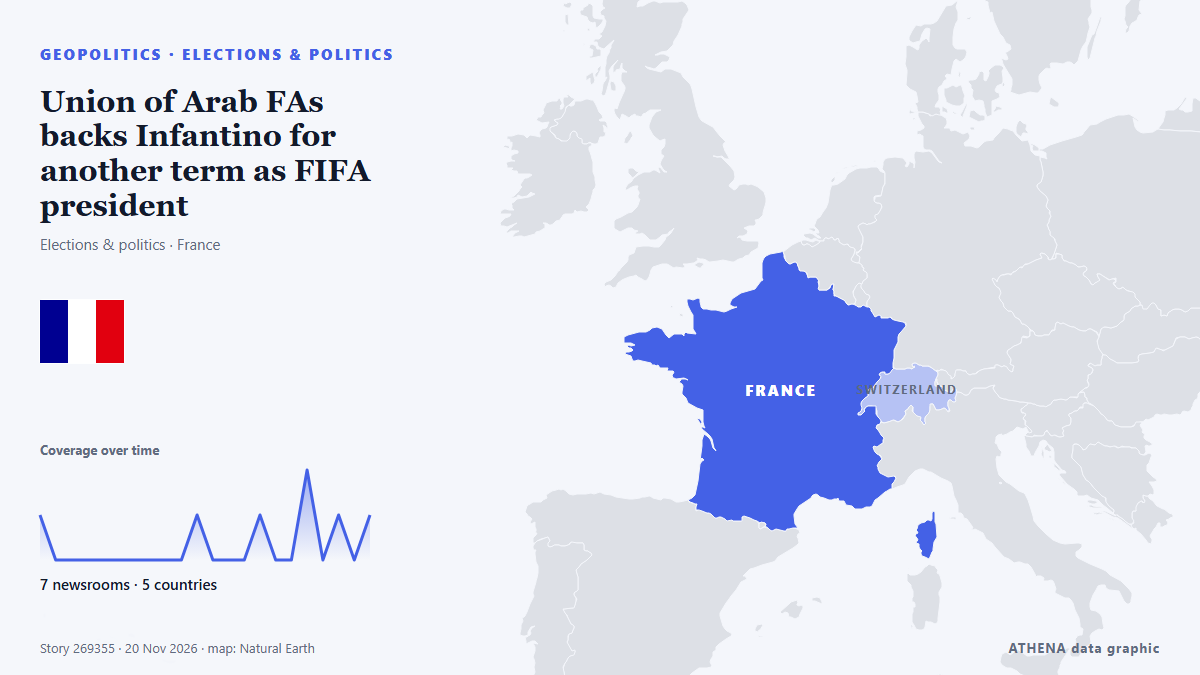 GEOPOLITICS · ELECTIONS & POLITICS
Union of Arab FAs
backs Infantino for
another term as FIFA
president
Elections & politics · France
FRANCE
SWITZERLAND
Coverage over time
7 newsrooms · 5 countries
Story 269355 · 20 Nov 2026 · map: Natural Earth
ATHENA data graphic